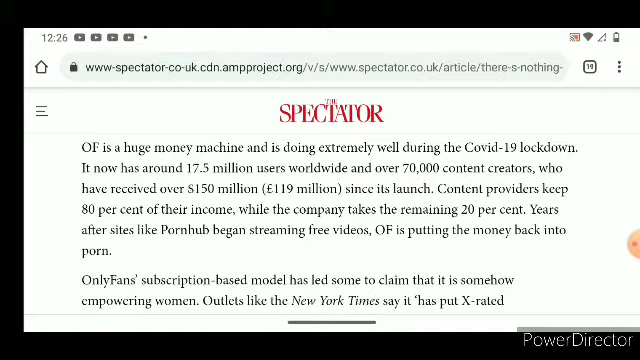 12:26
www-spectator-co-uk.cdn.ampproject.org/v/s/www.spectator.co.uk/article/there-s-nothing-
19
THE
SPECTATOR
OF is a huge money machine and is doing extremely well during the Covid-19 lockdown.
It now has around 17.5 million users worldwide and over 70,000 content creators, who
have received over $150 million (£119 million) since its launch. Content providers keep
80 per cent of their income, while the company takes the remaining 20 per cent. Years
after sites like Pornhub began streaming free videos, OF is putting the money back into
porn.
OnlyFans' subscription-based model has led some to claim that it is somehow
empowering women. Outlets like the New York Times say it 'has put X-rated
PowerDirector